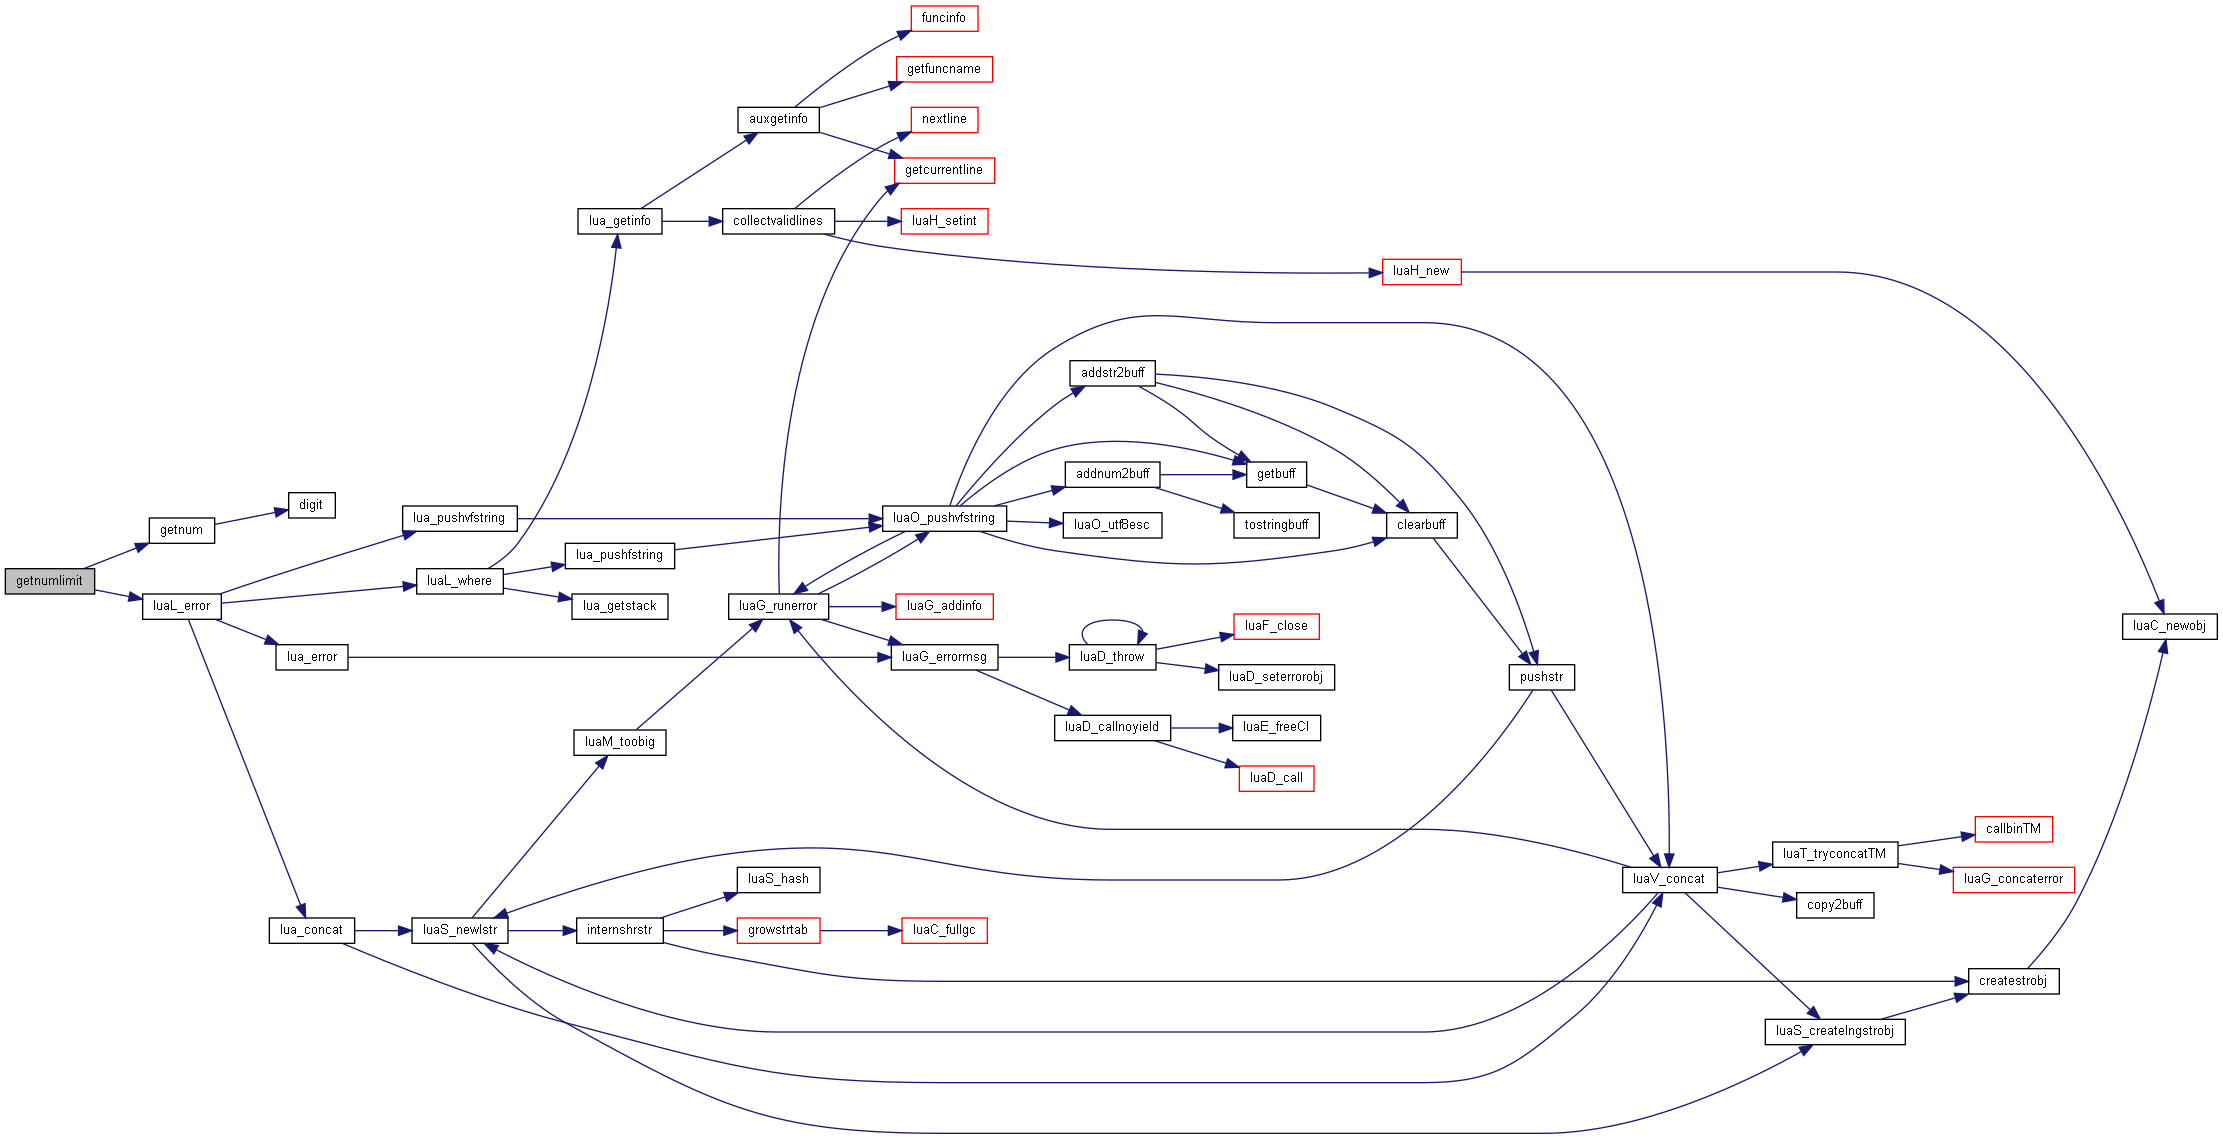 funcinfo
getfuncname
auxgetinfo
nextline
getcurrentline
lua_getinfo
collectvalidlines
luaH_setint
luaH_new
addstr2buff
addnum2buff
getbuff
digit
getnum
lua_pushvfstring
luaO_pushvfstring
luaO_utf8esc
tostringbuff
clearbuff
lua_pushfstring
getnumlimit
luaL_where
luaL_error
lua_getstack
luaG_runerror
luaG_addinfo
luaF_close
luaC_newobj
lua_error
luaG_errormsg
luaD_throw
luaD_seterrorobj
pushstr
luaM_toobig
luaD_callnoyield
luaE_freeCI
luaD_call
callbinTM
luaT_tryconcatTM
luaS_hash
luaV_concat
luaG_concaterror
copy2buff
lua_concat
luaS_newlstr
internshrstr
growstrtab
luaC_fullgc
createstrobj
luaS_createlngstrobj